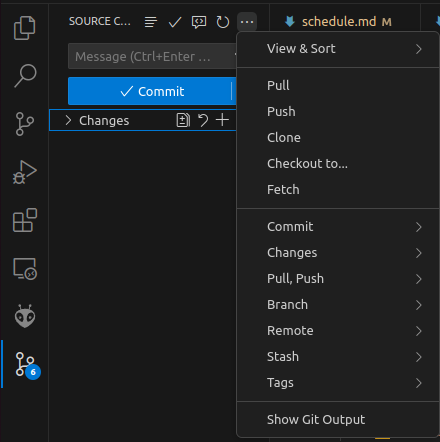 SOURCE C...
schedule.md M
Message (Ctrl+Enter ...
Commit
Changes
View & Sort
Pull
Push
Clone
Checkout to...
Fetch
Commit
Changes
Pull, Push
Branch
Remote
Stash
Tags
Show Git Output
6